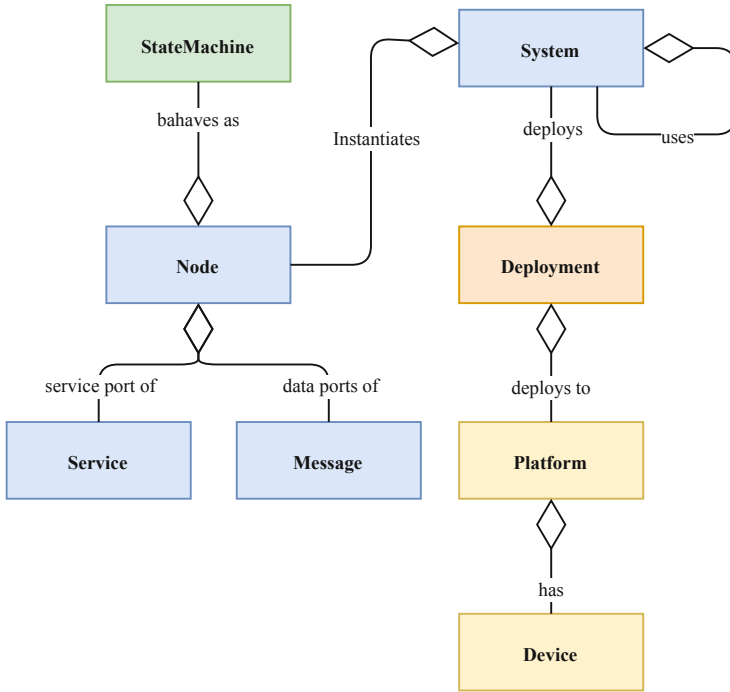 StateMachine
System
bahaves as
Instantiates
deploys
uses
Node
Deployment
service port of
data ports of
deploys to
Service
Message
Platform
has
Device